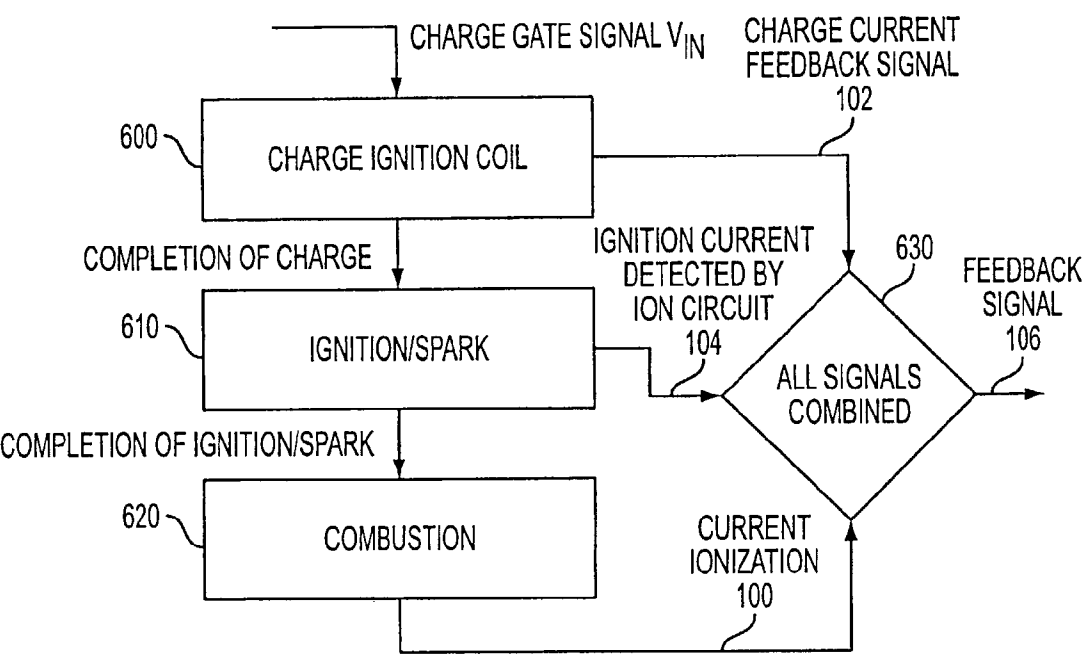 CHARGE GATE SIGNAL VIN
CHARGE CURRENT
FEEDBACK SIGNAL
102
600
CHARGE IGNITION COIL
COMPLETION OF CHARGE
IGNITION CURRENT
DETECTED BY
ION CIRCUIT
104
630
FEEDBACK
SIGNAL
106
610
IGNITION/SPARK
ALL SIGNALS
COMBINED
COMPLETION OF IGNITION/SPARK
620
COMBUSTION
CURRENT
IONIZATION
100